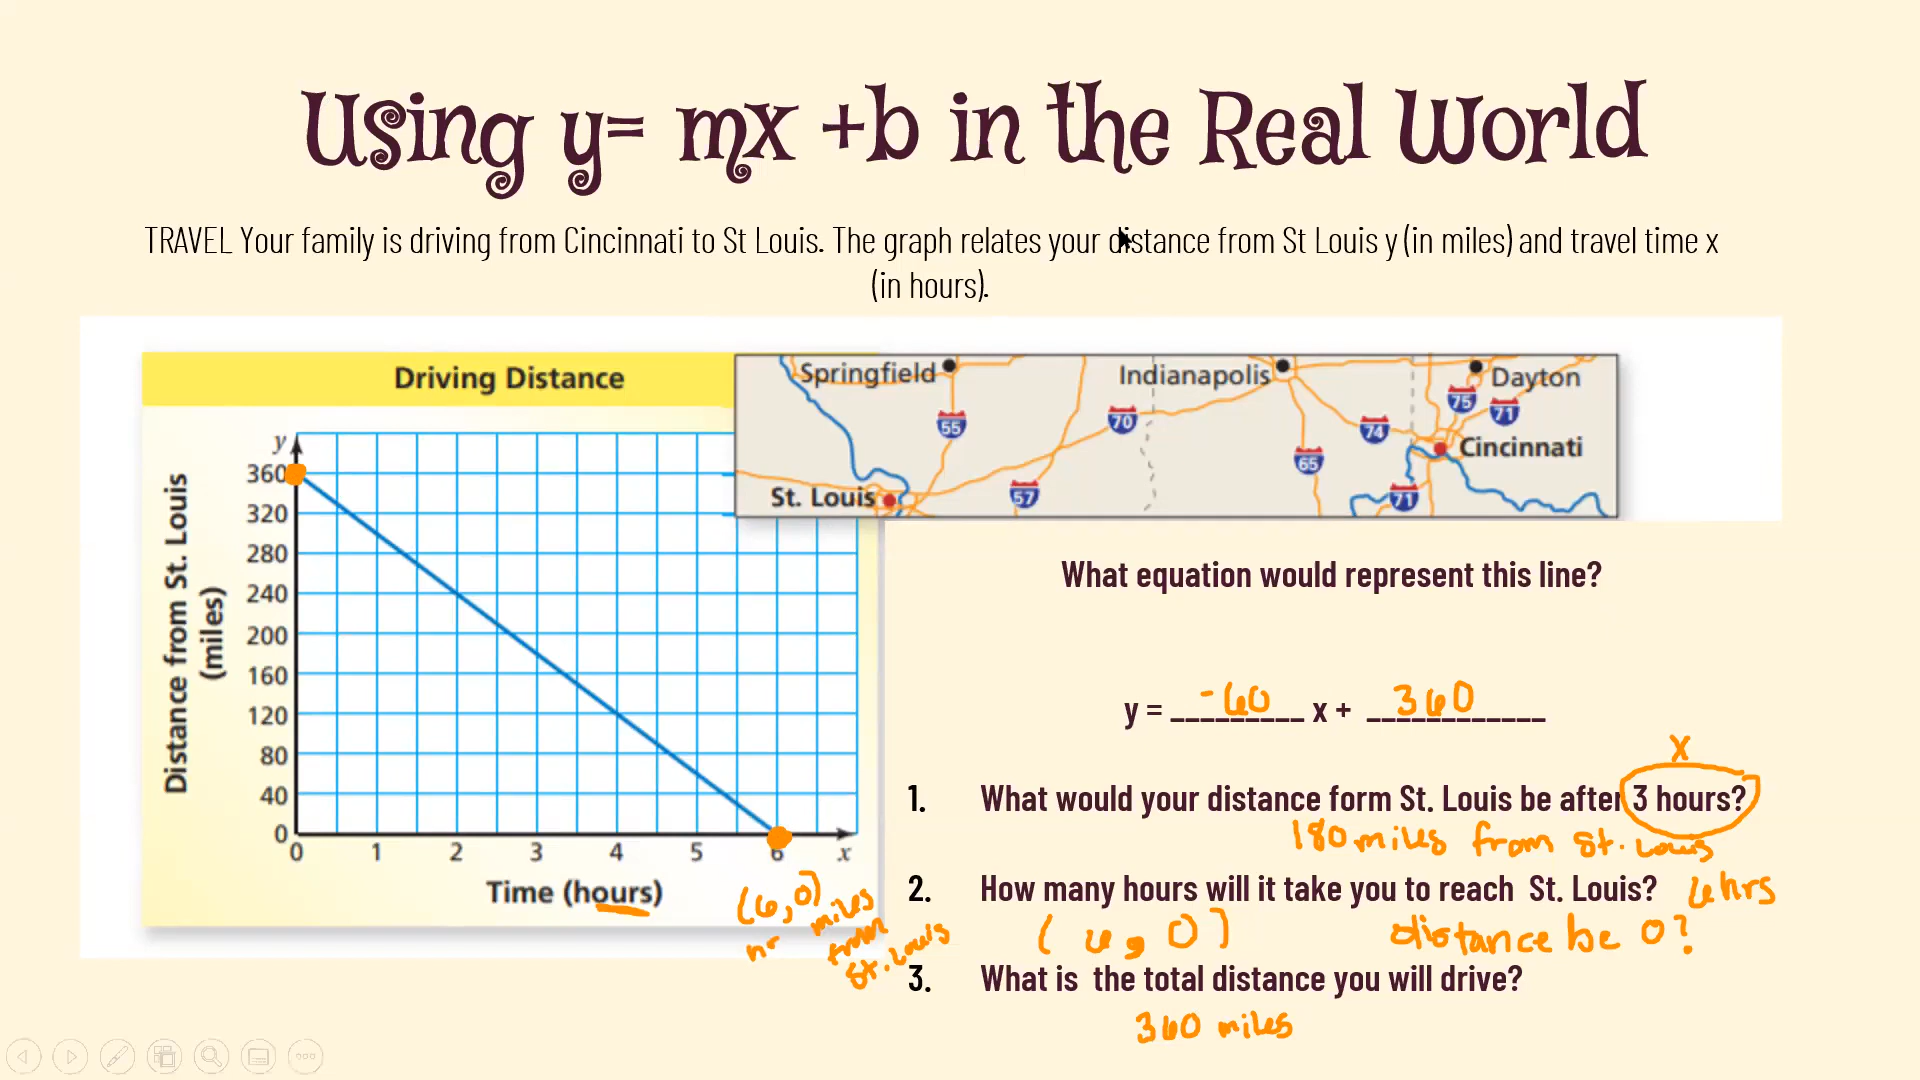 Using y= mx +b in the Real World
TRAVEL Your family is driving from Cincinnati to St Louis. The graph relates your distance from St Louis y (in miles) and travel time x
(in hours).
Driving Distance
y
360
320
280
240
200
160
120
80
40
0
0 1 2 3 4 5 6 x
Distance from St. Louis
(miles)
Time (hours)
(6,0)
hr miles
from
St. Louis
Springfield
Indianapolis
Dayton
55
70
74
75
71
65
57
71
Cincinnati
St. Louis
What equation would represent this line?
y = -60 x + 360
x
1. What would your distance form St. Louis be after 3 hours?
180 miles from St. Louis
2. How many hours will it take you to reach St. Louis? 6 hrs
(6,0) distance be 0?
3. What is the total distance you will drive?
360 miles